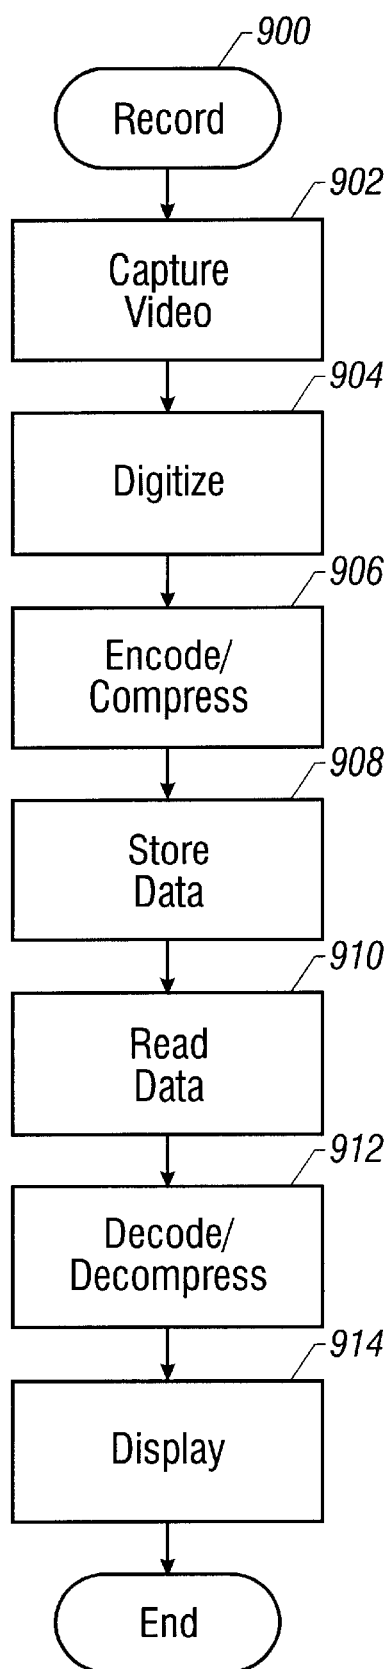 900
Record
902
Capture
Video
904
Digitize
906
Encode/
Compress
908
Store
Data
910
Read
Data
912
Decode/
Decompress
914
Display
End